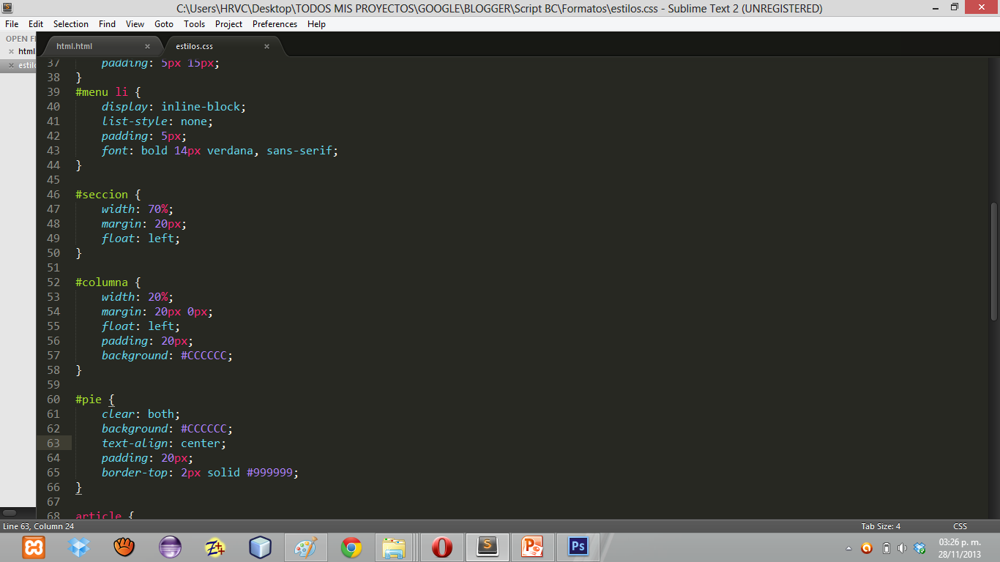 C:\Users\HRVC\Desktop\TODOS MIS PROYECTOS\GOOGLE\BLOGGER\Script BC\Formatos\estilos.css - Sublime Text 2 (UNREGISTERED)
File Edit Selection Find View Goto Tools Project Preferences Help
OPEN FI
html
estilo
html.html estilos.css
37 padding: 5px 15px;
38 }
39 #menu li {
40 display: inline-block;
41 list-style: none;
42 padding: 5px;
43 font: bold 14px verdana, sans-serif;
44 }
45
46 #seccion {
47 width: 70%;
48 margin: 20px;
49 float: left;
50 }
51
52 #columna {
53 width: 20%;
54 margin: 20px 0px;
55 float: left;
56 padding: 20px;
57 background: #CCCCCC;
58 }
59
60 #pie {
61 clear: both;
62 background: #CCCCCC;
63 text-align: center;
64 padding: 20px;
65 border-top: 2px solid #999999;
66 }
67
68 article {
Line 63, Column 24 Tab Size: 4 CSS
03:26 p. m.
28/11/2013